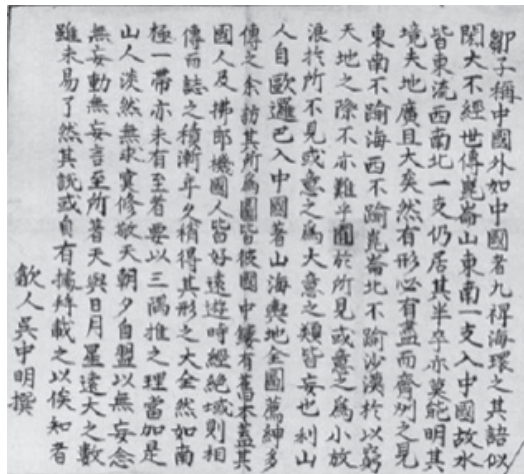 鄒子稱中國外如中國者九裨海環之其語似
閎大不經世傳崑崙山東南一支入中國故水
皆東流西南北一支仍居其半卒亦莫能明其
境夫地廣且大矣然有形必有盡而齊州之見
東南不踰海西不踰崑崙北不踰沙漠於以窮
天地之際不亦難乎囿於所見或意之爲小放
浪於所不見或意之爲大意之類皆妄也利山
人自歐邏巴入中國著山海輿地全圖薦紳多
傳之余訪其所爲圖皆彼國中鏤有舊本蓋其
國人及拂郎機國人皆好遠遊時經絕域則相
傳而誌之積漸年久稍得其形之大全然如南
極一帶亦未有至者要以三隅推之理當如是
山人淡然無求實修敬天朝夕自盟以無妄念
無妄動無妄言至所著天與日月星遠大之數
雖未易了然其說或自有據并載之以俟知者
歙人吳中明撰